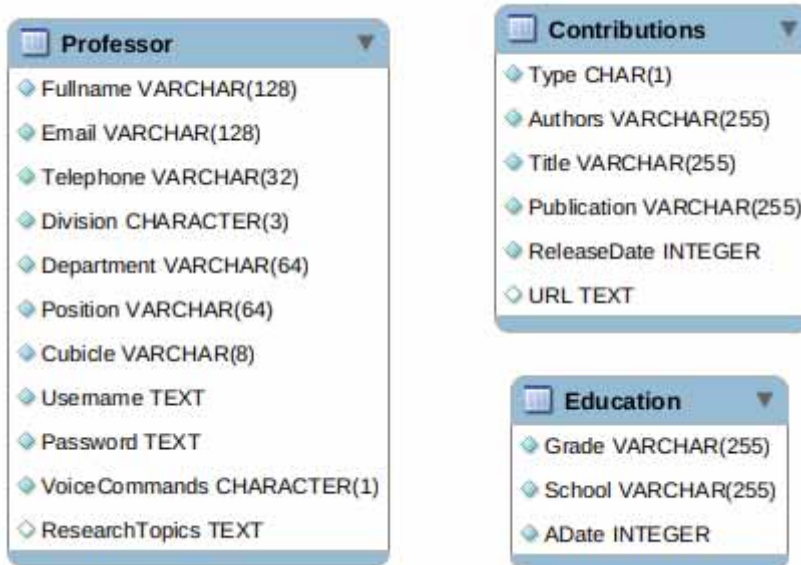 Professor
Fullname VARCHAR(128)
Email VARCHAR(128)
Telephone VARCHAR(32)
Division CHARACTER(3)
Department VARCHAR(64)
Position VARCHAR(64)
Cubicle VARCHAR(8)
Username TEXT
Password TEXT
VoiceCommands CHARACTER(1)
ResearchTopics TEXT
Contributions
Type CHAR(1)
Authors VARCHAR(255)
Title VARCHAR(255)
Publication VARCHAR(255)
ReleaseDate INTEGER
URL TEXT
Education
Grade VARCHAR(255)
School VARCHAR(255)
ADate INTEGER